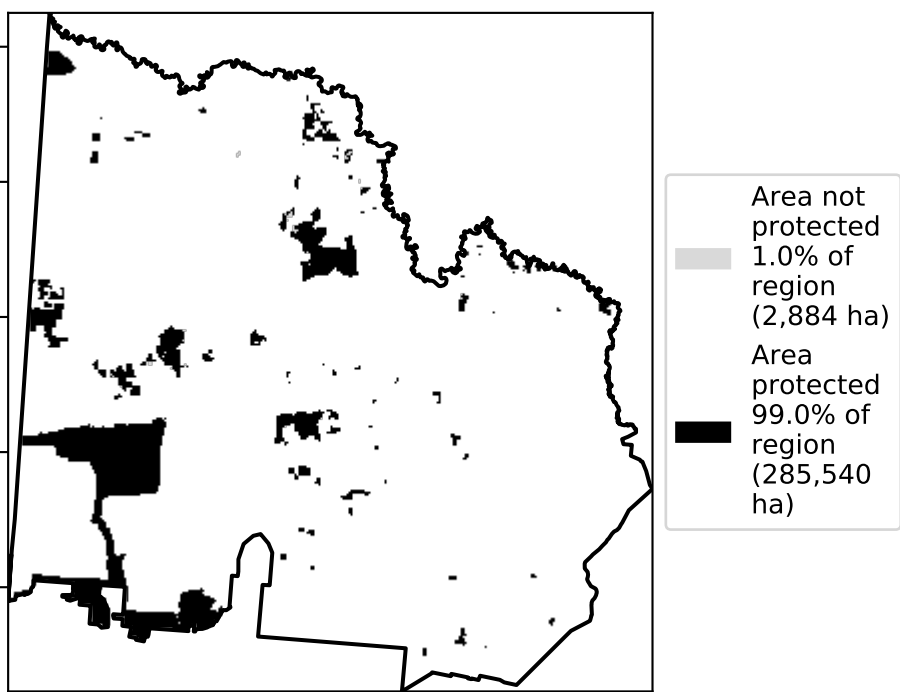 Area not
protected
1.0% of
region
(2,884 ha)
Area
protected
99.0% of
region
(285,540
ha)